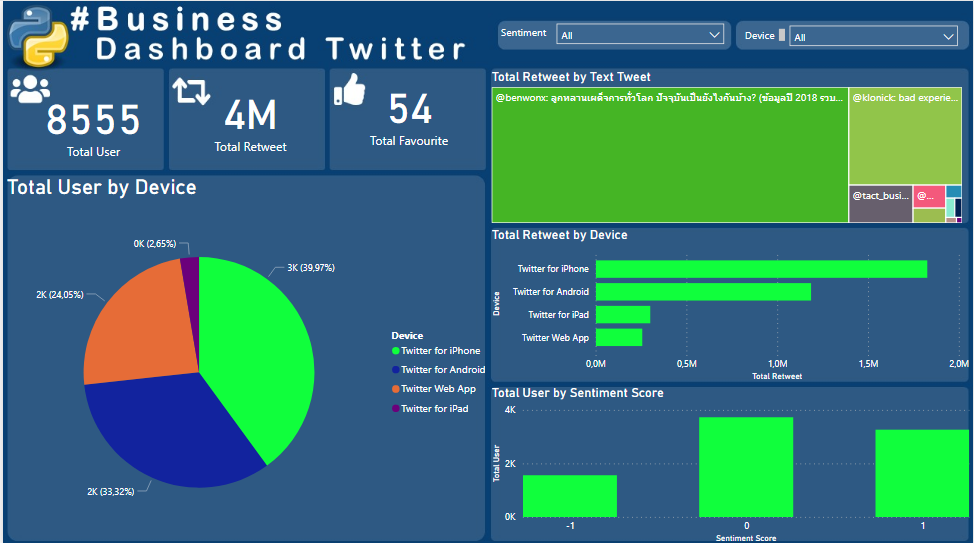 #Business
Dashboard Twitter
Sentiment
All
Device
All
8555
Total User
4M
Total Retweet
54
Total Favourite
Total User by Device
0K (2,65%)
3K (39,97%)
2K (24,05%)
2K (33,32%)
Device
Twitter for iPhone
Twitter for Android
Twitter Web App
Twitter for iPad
Total Retweet by Text Tweet
@benwonx: ลูกหลานเผด็จการทั่วโลก ปัจจุบันเป็นยังไงกันบ้าง? (ข้อมูลปี 2018 รวบ...
@klonick: bad experie...
@tact_busi...
@...
Total Retweet by Device
Device
Twitter for iPhone
Twitter for Android
Twitter for iPad
Twitter Web App
0,0M
0,5M
1,0M
1,5M
2,0M
Total Retweet
Total User by Sentiment Score
Total User
4K
2K
0K
-1
0
1
Sentiment Score